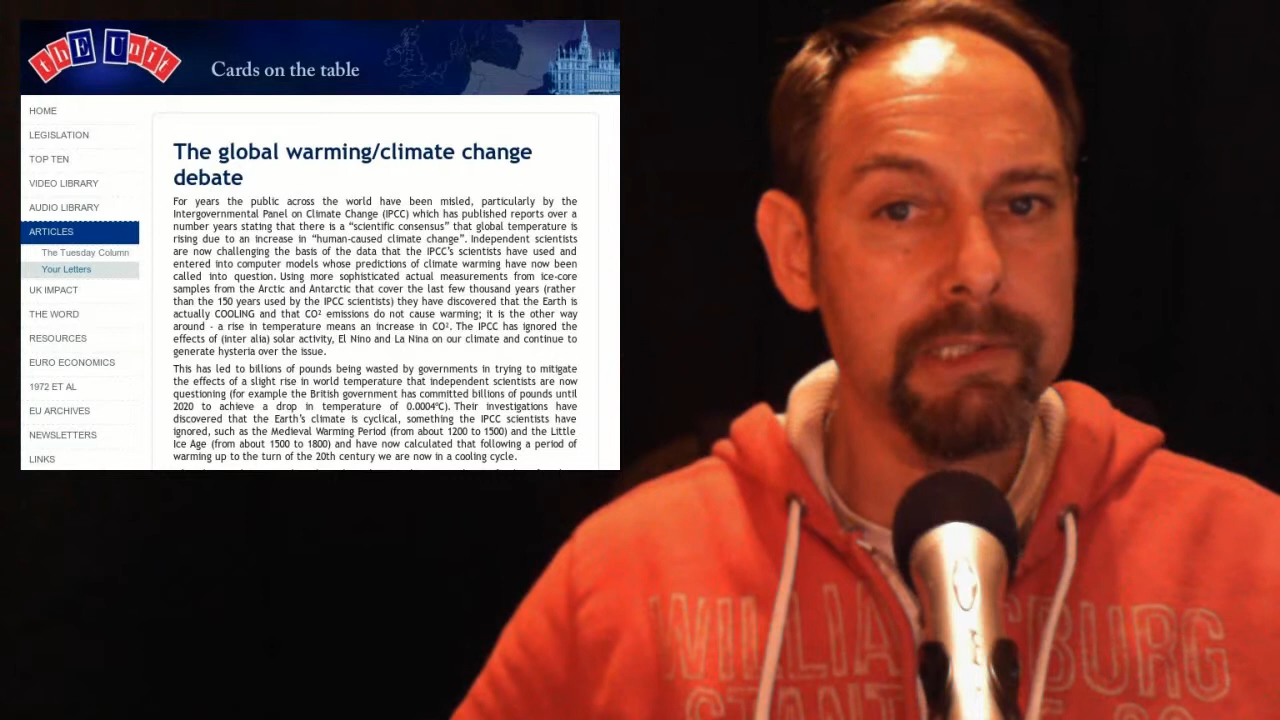 thE Unit
Cards on the table
HOME
LEGISLATION
TOP TEN
VIDEO LIBRARY
AUDIO LIBRARY
ARTICLES
The Tuesday Column
Your Letters
UK IMPACT
THE WORD
RESOURCES
EURO ECONOMICS
1972 ET AL
EU ARCHIVES
NEWSLETTERS
LINKS
The global warming/climate change
debate
For years the public across the world have been misled, particularly by the
Intergovernmental Panel on Climate Change (IPCC) which has published reports over a
number years stating that there is a “scientific consensus” that global temperature is
rising due to an increase in “human-caused climate change”. Independent scientists
are now challenging the basis of the data that the IPCC’s scientists have used and
entered into computer models whose predictions of climate warming have now been
called into question. Using more sophisticated actual measurements from ice-core
samples from the Arctic and Antarctic that cover the last few thousand years (rather
than the 150 years used by the IPCC scientists) they have discovered that the Earth is
actually COOLING and that CO² emissions do not cause warming; it is the other way
around - a rise in temperature means an increase in CO². The IPCC has ignored the
effects of (inter alia) solar activity, El Nino and La Nina on our climate and continue to
generate hysteria over the issue.
This has led to billions of pounds being wasted by governments in trying to mitigate
the effects of a slight rise in world temperature that independent scientists are now
questioning (for example the British government has committed billions of pounds until
2020 to achieve a drop in temperature of 0.0004ºC). Their investigations have
discovered that the Earth’s climate is cyclical, something the IPCC scientists have
ignored, such as the Medieval Warming Period (from about 1200 to 1500) and the Little
Ice Age (from about 1500 to 1800) and have now calculated that following a period of
warming up to the turn of the 20th century we are now in a cooling cycle.